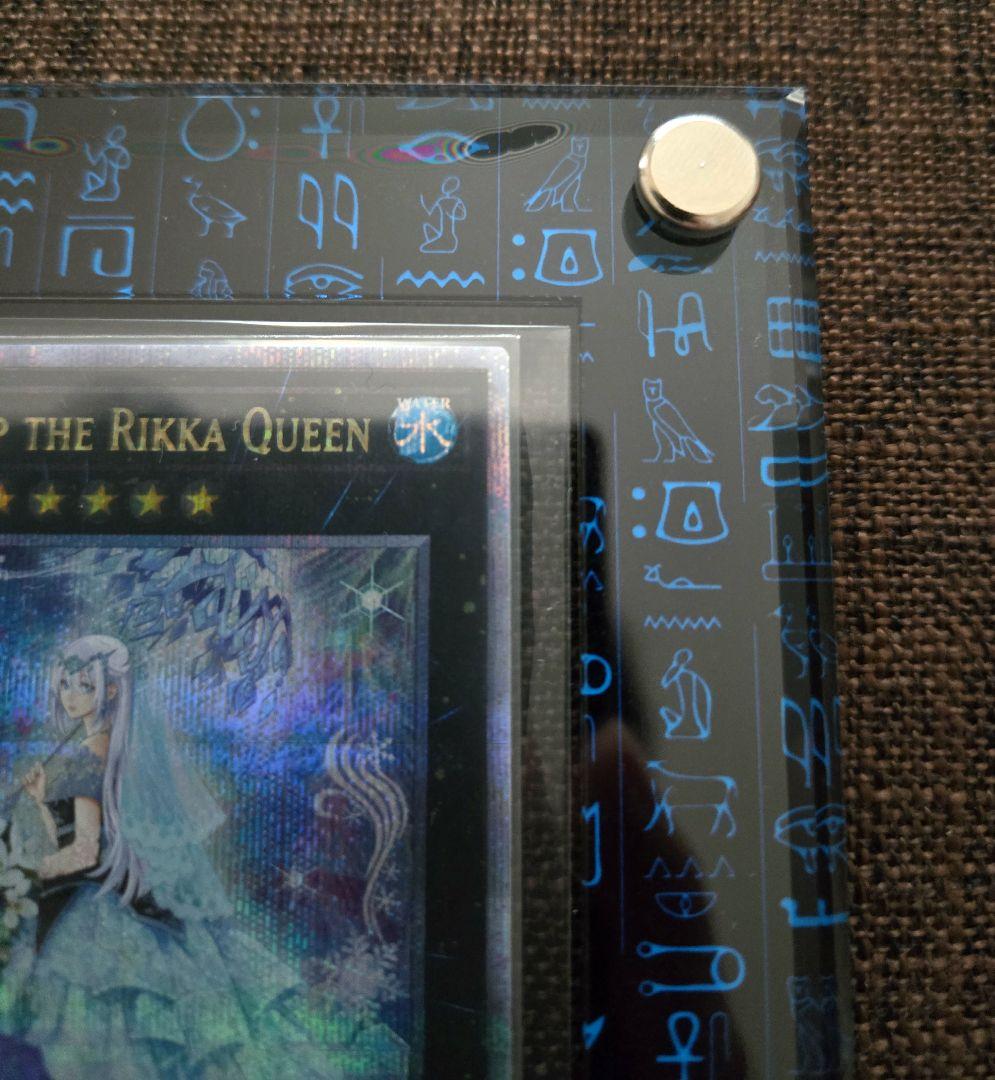 P THE RIKKA QUEEN
WATER
水